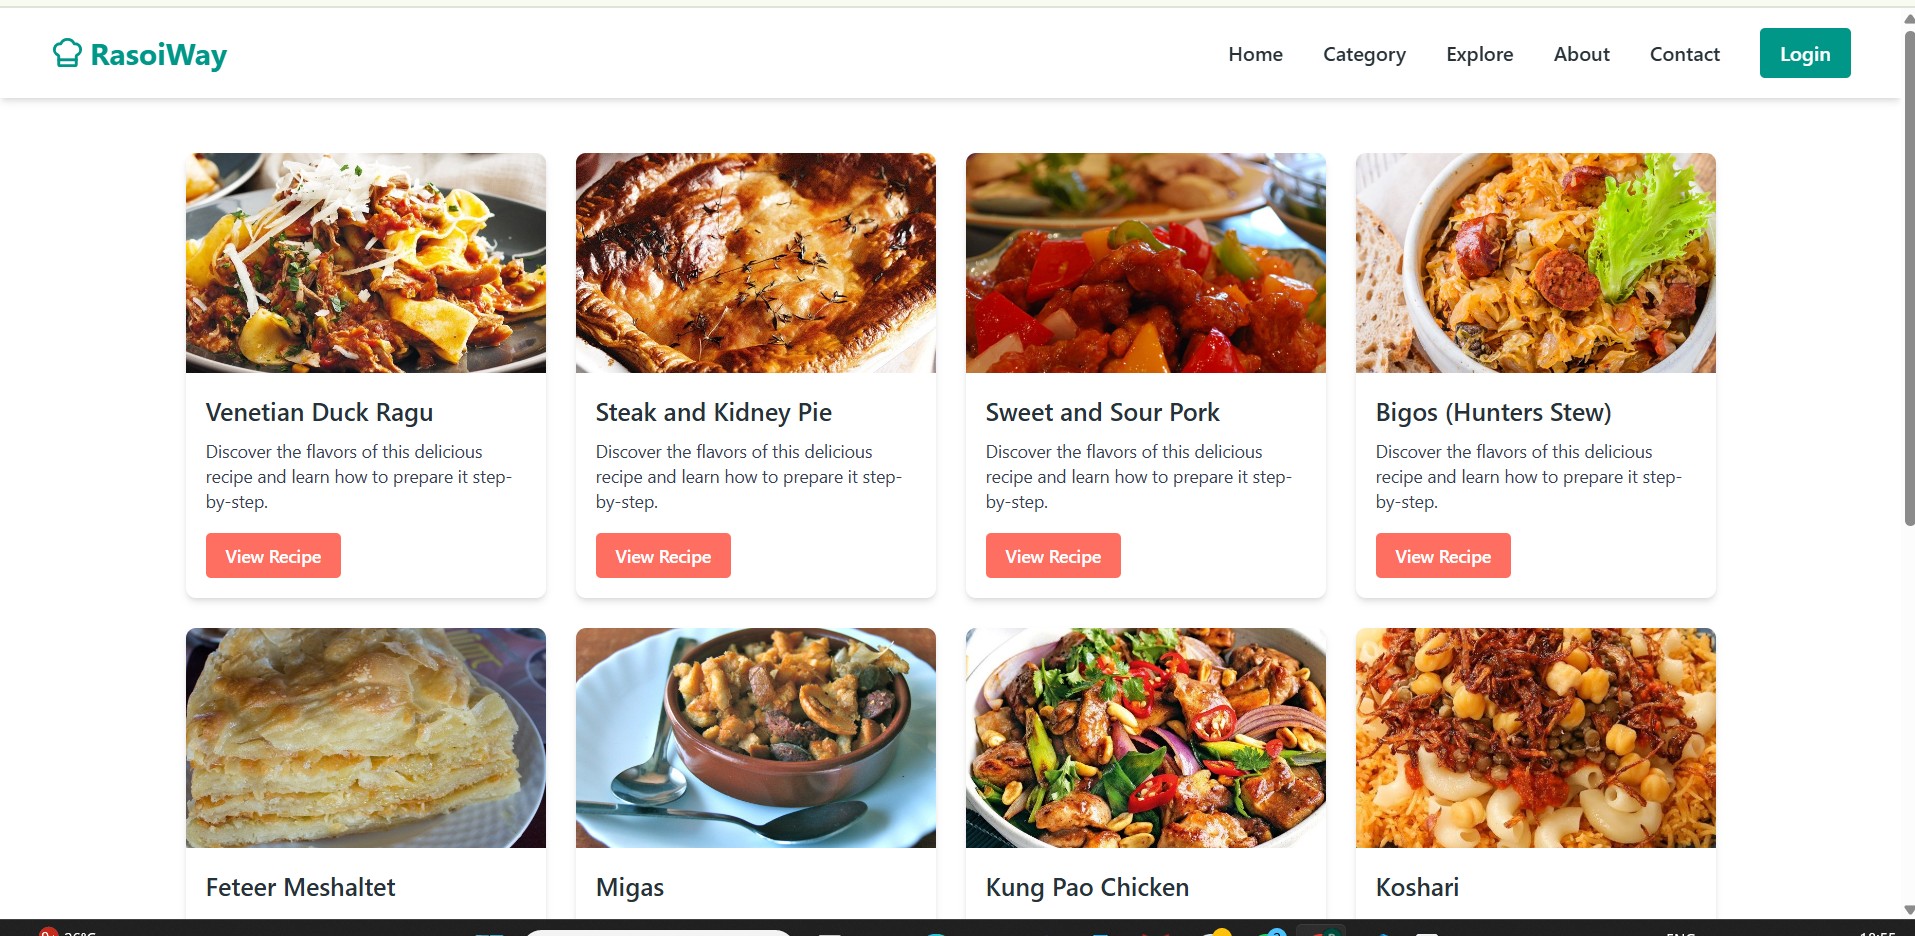 RasoiWay
Home Category Explore About Contact Login
Venetian Duck Ragu
Discover the flavors of this delicious
recipe and learn how to prepare it step-
by-step.
View Recipe
Steak and Kidney Pie
Discover the flavors of this delicious
recipe and learn how to prepare it step-
by-step.
View Recipe
Sweet and Sour Pork
Discover the flavors of this delicious
recipe and learn how to prepare it step-
by-step.
View Recipe
Bigos (Hunters Stew)
Discover the flavors of this delicious
recipe and learn how to prepare it step-
by-step.
View Recipe
Feteer Meshaltet
Migas
Kung Pao Chicken
Koshari